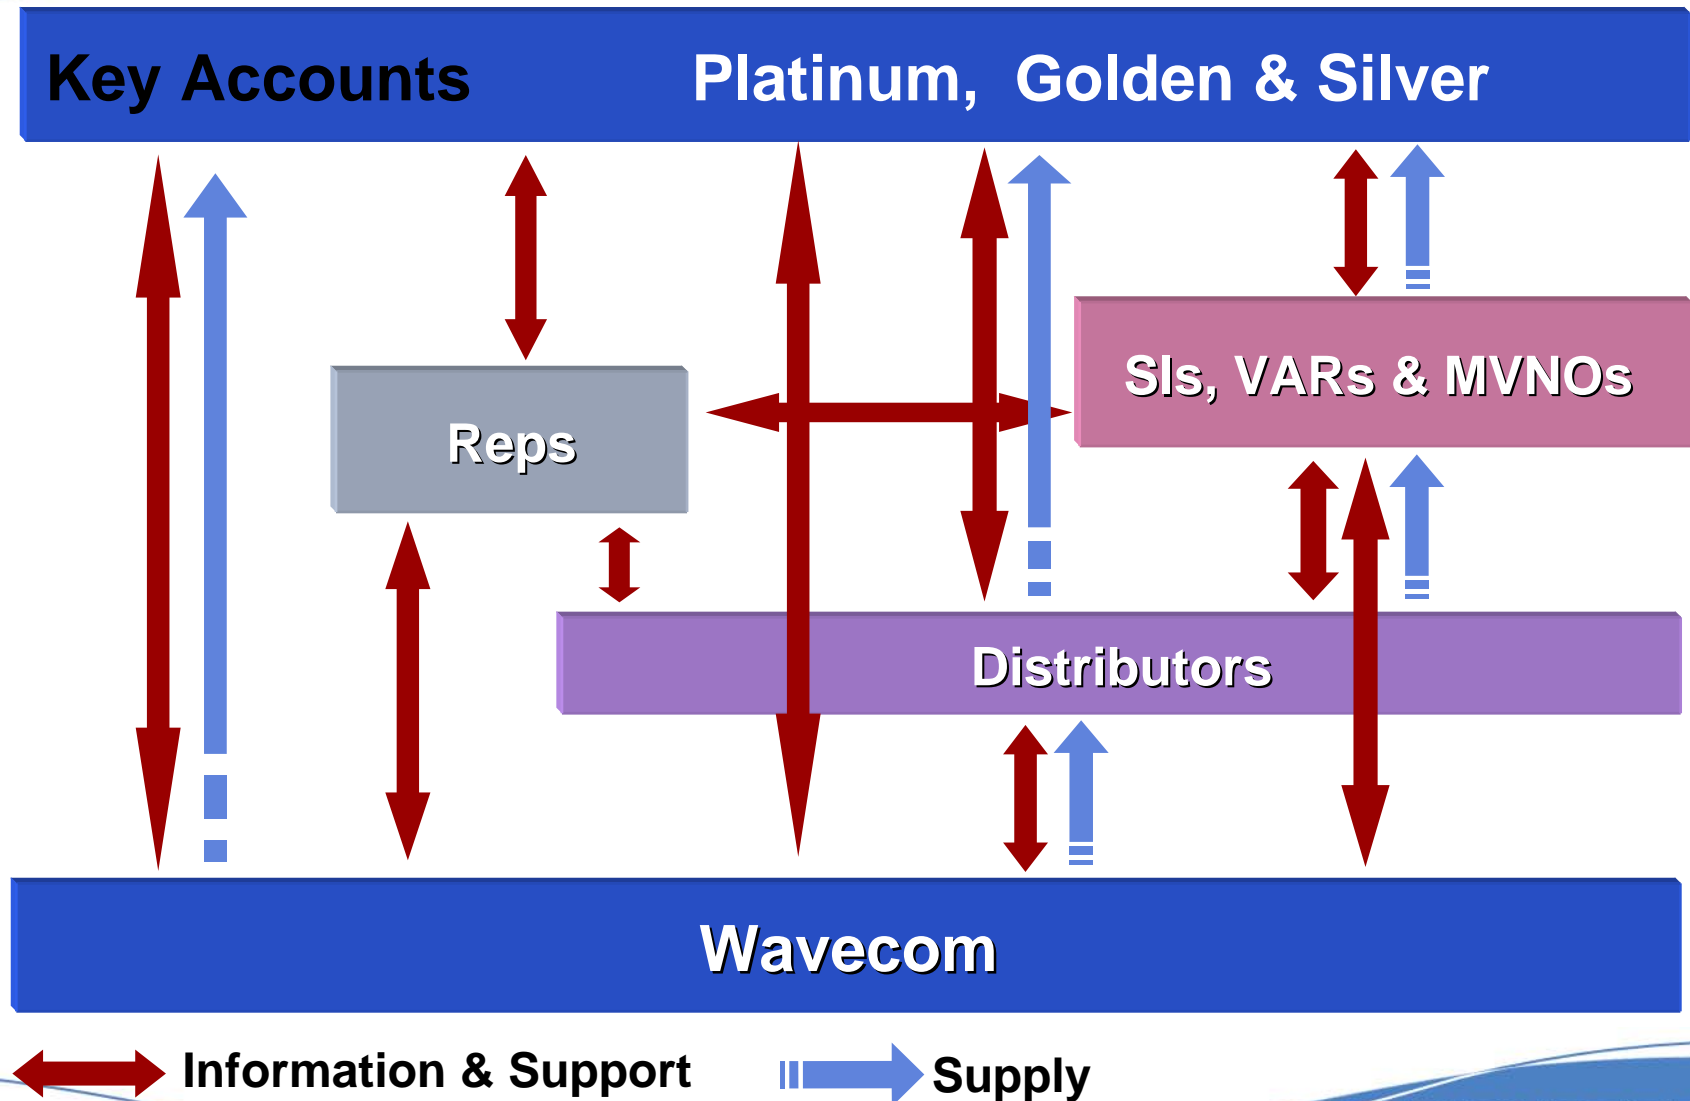 Key Accounts Platinum, Golden & Silver
SIs, VARs & MVNOs
Reps
Distributors
Wavecom
Information & Support Supply